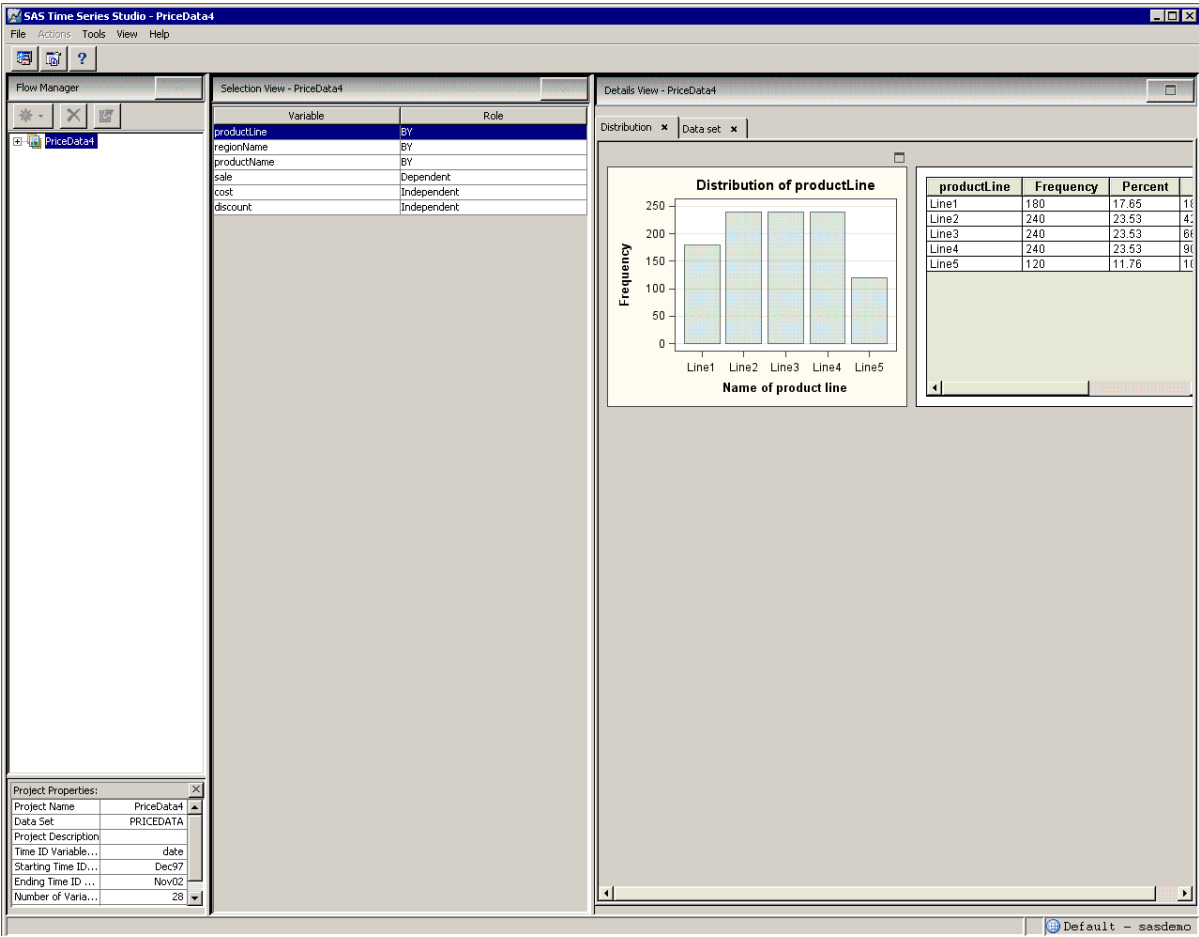 SAS Time Series Studio - PriceData4
File Actions Tools View Help
Flow Manager
PriceData4
Project Properties:
Project Name PriceData4
Data Set PRICEDATA
Project Description
Time ID Variable... date
Starting Time ID... Dec97
Ending Time ID ... Nov02
Number of Varia... 28
Selection View - PriceData4
Variable Role
productLine BY
regionName BY
productName BY
sale Dependent
cost Independent
discount Independent
Details View - PriceData4
Distribution Data set
Distribution of productLine
Frequency
250
200
150
100
50
0
Line1 Line2 Line3 Line4 Line5
Name of product line
productLine Frequency Percent
Line1 180 17.65
Line2 240 23.53
Line3 240 23.53
Line4 240 23.53
Line5 120 11.76
Default - sasdemo